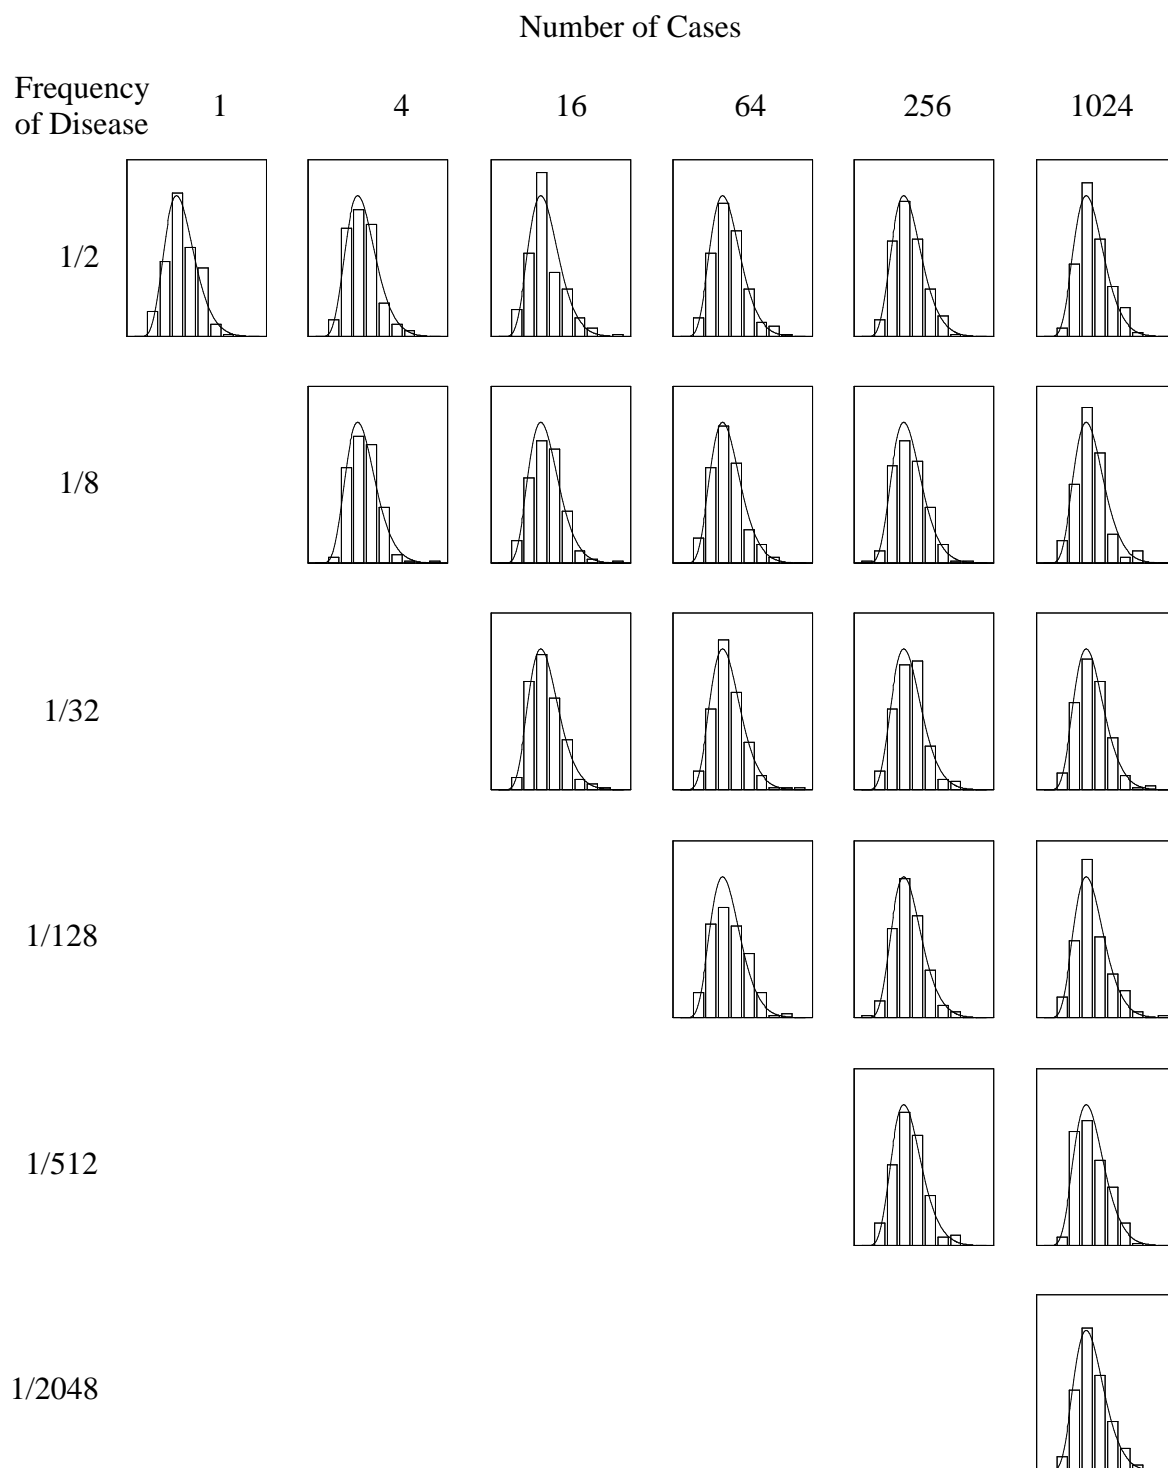 Number of Cases
Frequency
of Disease
1 4 16 64 256 1024
1/2
1/8
1/32
1/128
1/512
1/2048